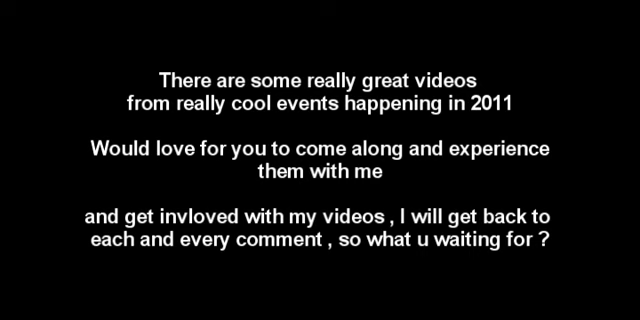 There are some really great videos
from really cool events happening in 2011
Would love for you to come along and experience
them with me
and get invloved with my videos , I will get back to
each and every comment , so what u waiting for ?